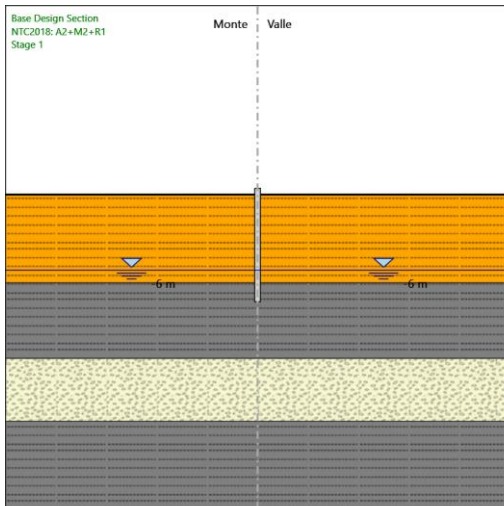 Base Design Section
NTC2018: A2+M2+R1
Stage 1
Monte Valle
-6 m -6 m